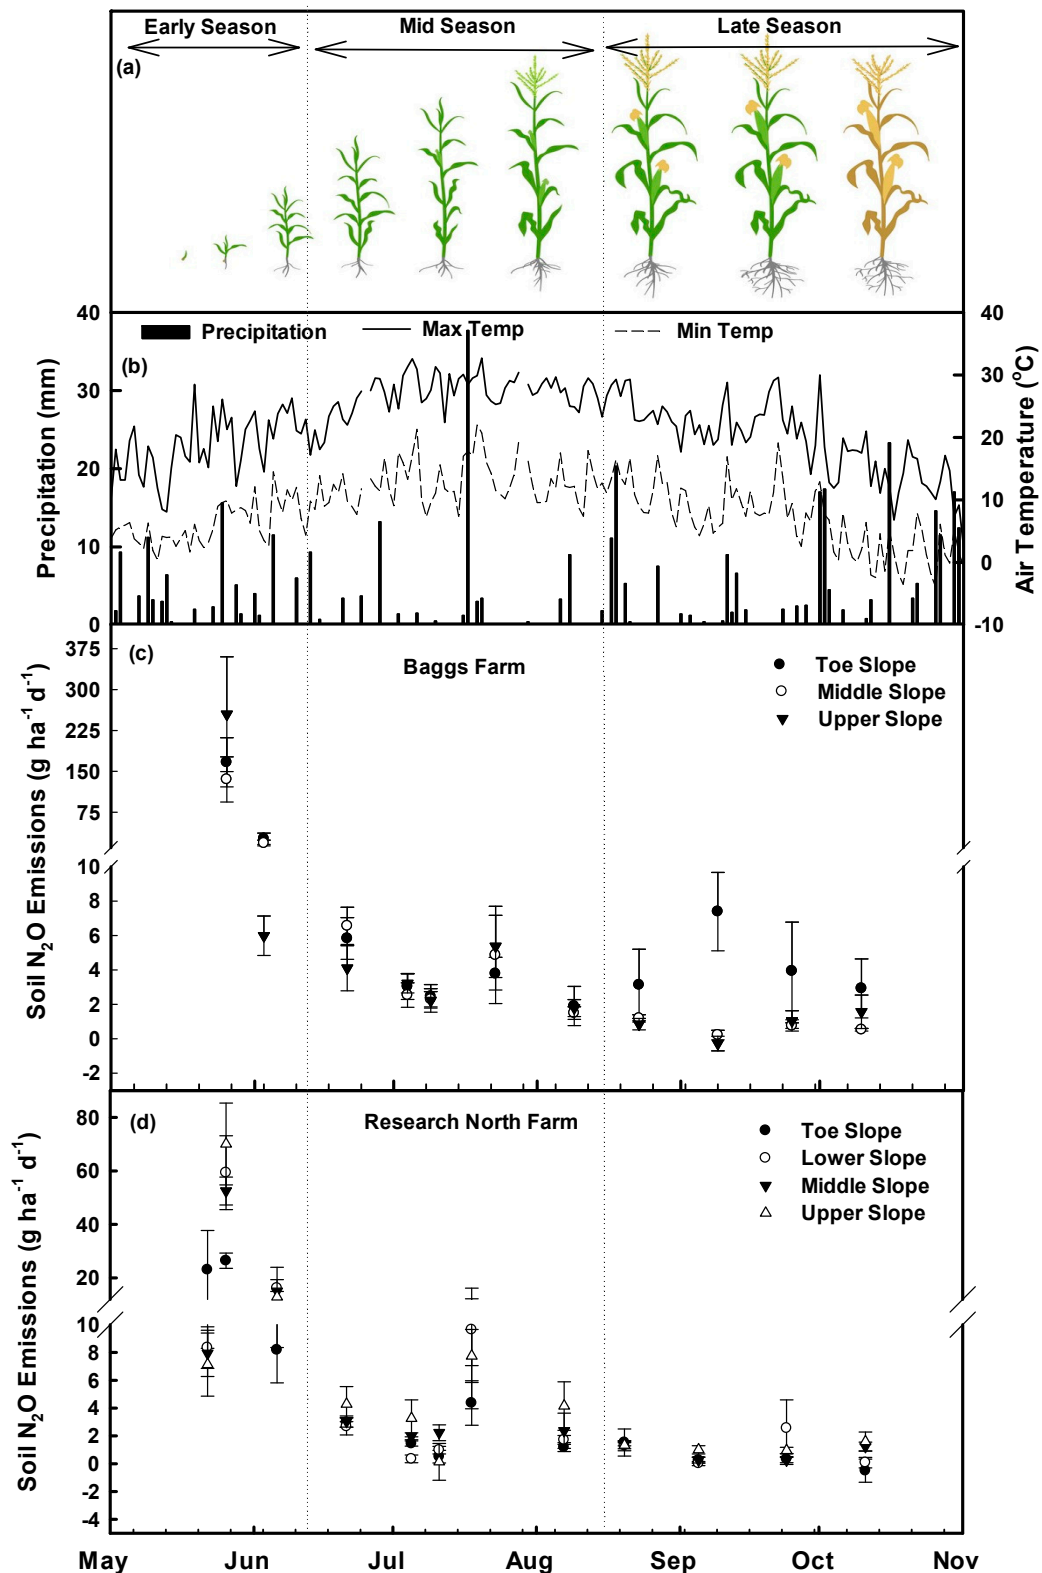 Early Season
Mid Season
Late Season
(a)
40
30
20
10
0
Precipitation (mm)
Precipitation
Max Temp
Min Temp
(b)
40
30
20
10
0
-10
Air Temperature (°C)
375
300
225
150
75
10
8
6
4
2
0
-2
Soil N₂O Emissions (g ha⁻¹ d⁻¹)
(c)
Baggs Farm
Toe Slope
Middle Slope
Upper Slope
80
60
40
20
10
8
6
4
2
0
-2
-4
Soil N₂O Emissions (g ha⁻¹ d⁻¹)
(d)
Research North Farm
Toe Slope
Lower Slope
Middle Slope
Upper Slope
May Jun Jul Aug Sep Oct Nov